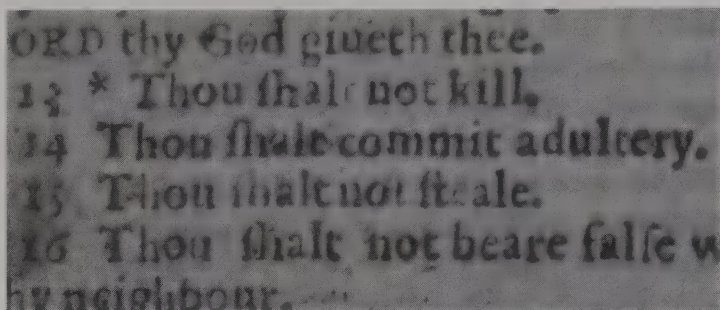 ORD thy God giueth thee.
13 * Thou ſhalt not kill.
14 Thou ſhalt commit adultery.
15 Thou ſhalt not ſteale.
16 Thou ſhalt not beare falſe w
hy neighbour.